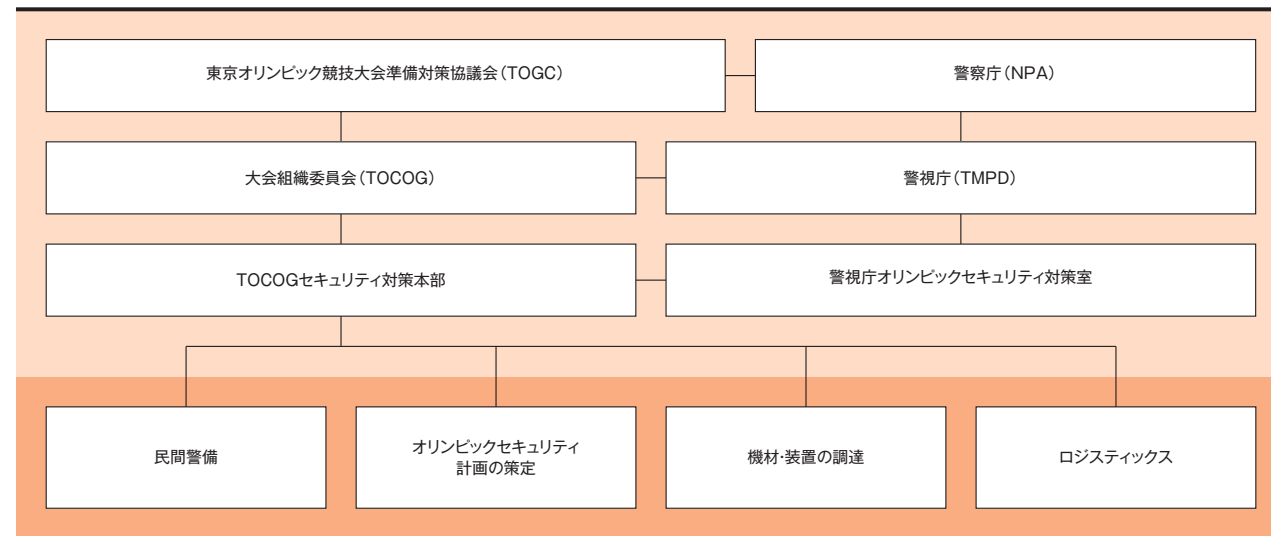 東京オリンピック競技大会準備対策協議会（TOGC）
警察庁（NPA）
大会組織委員会（TOCOG）
警視庁（TMPD）
TOCOGセキュリティ対策本部
警視庁オリンピックセキュリティ対策室
民間警備
オリンピックセキュリティ
計画の策定
機材・装置の調達
ロジスティックス